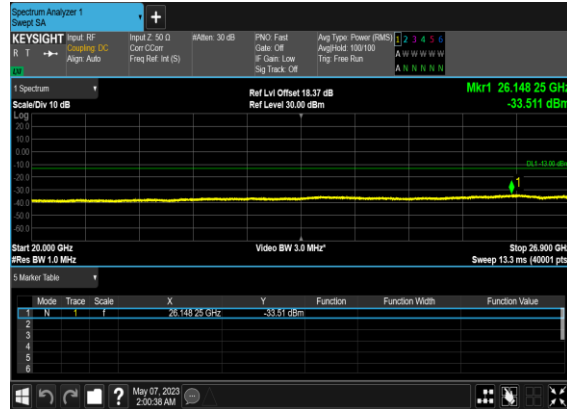 Spectrum Analyzer 1
Swept SA
+
KEYSIGHT Input: RF Input Z: 50 Ω #Atten: 30 dB PNO: Fast Avg Type: Power (RMS) 1 2 3 4 5 6
R T Coupling: DC Corr CCorr Gate: Off Avg|Hold: 100/100 A W W W W W
Align: Auto Freq Ref: Int (S) IF Gain: Low Trig: Free Run
Sig Track: Off A N N N N N
1 Spectrum Ref Lvl Offset 18.37 dB Mkr1 26.148 25 GHz
Scale/Div 10 dB Ref Level 30.00 dBm -33.511 dBm
Log
20.0
10.0
0.00
-10.0 DL1 -13.00 dBm
-20.0 1
-30.0
-40.0
-50.0
-60.0
Start 20.000 GHz Video BW 3.0 MHz* Stop 26.900 GHz
#Res BW 1.0 MHz Sweep 13.3 ms (40001 pts)
5 Marker Table
Mode Trace Scale X Y Function Function Width Function Value
1 N 1 f 26.148 25 GHz -33.51 dBm
2
3
4
5
6
? May 07, 2023
2:00:38 AM